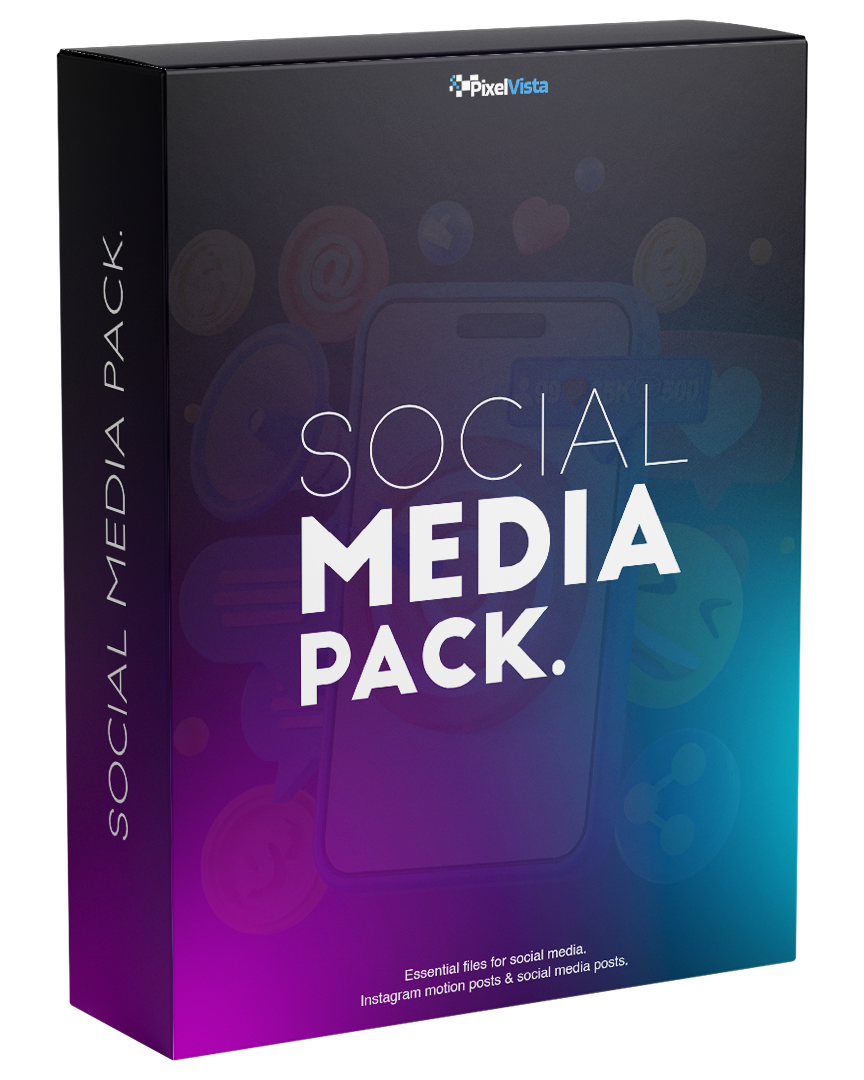 PixelVista
SOCIAL
MEDIA
PACK.
Essential files for social media.
Instagram motion posts & social media posts.
SOCIAL MEDIA PACK.